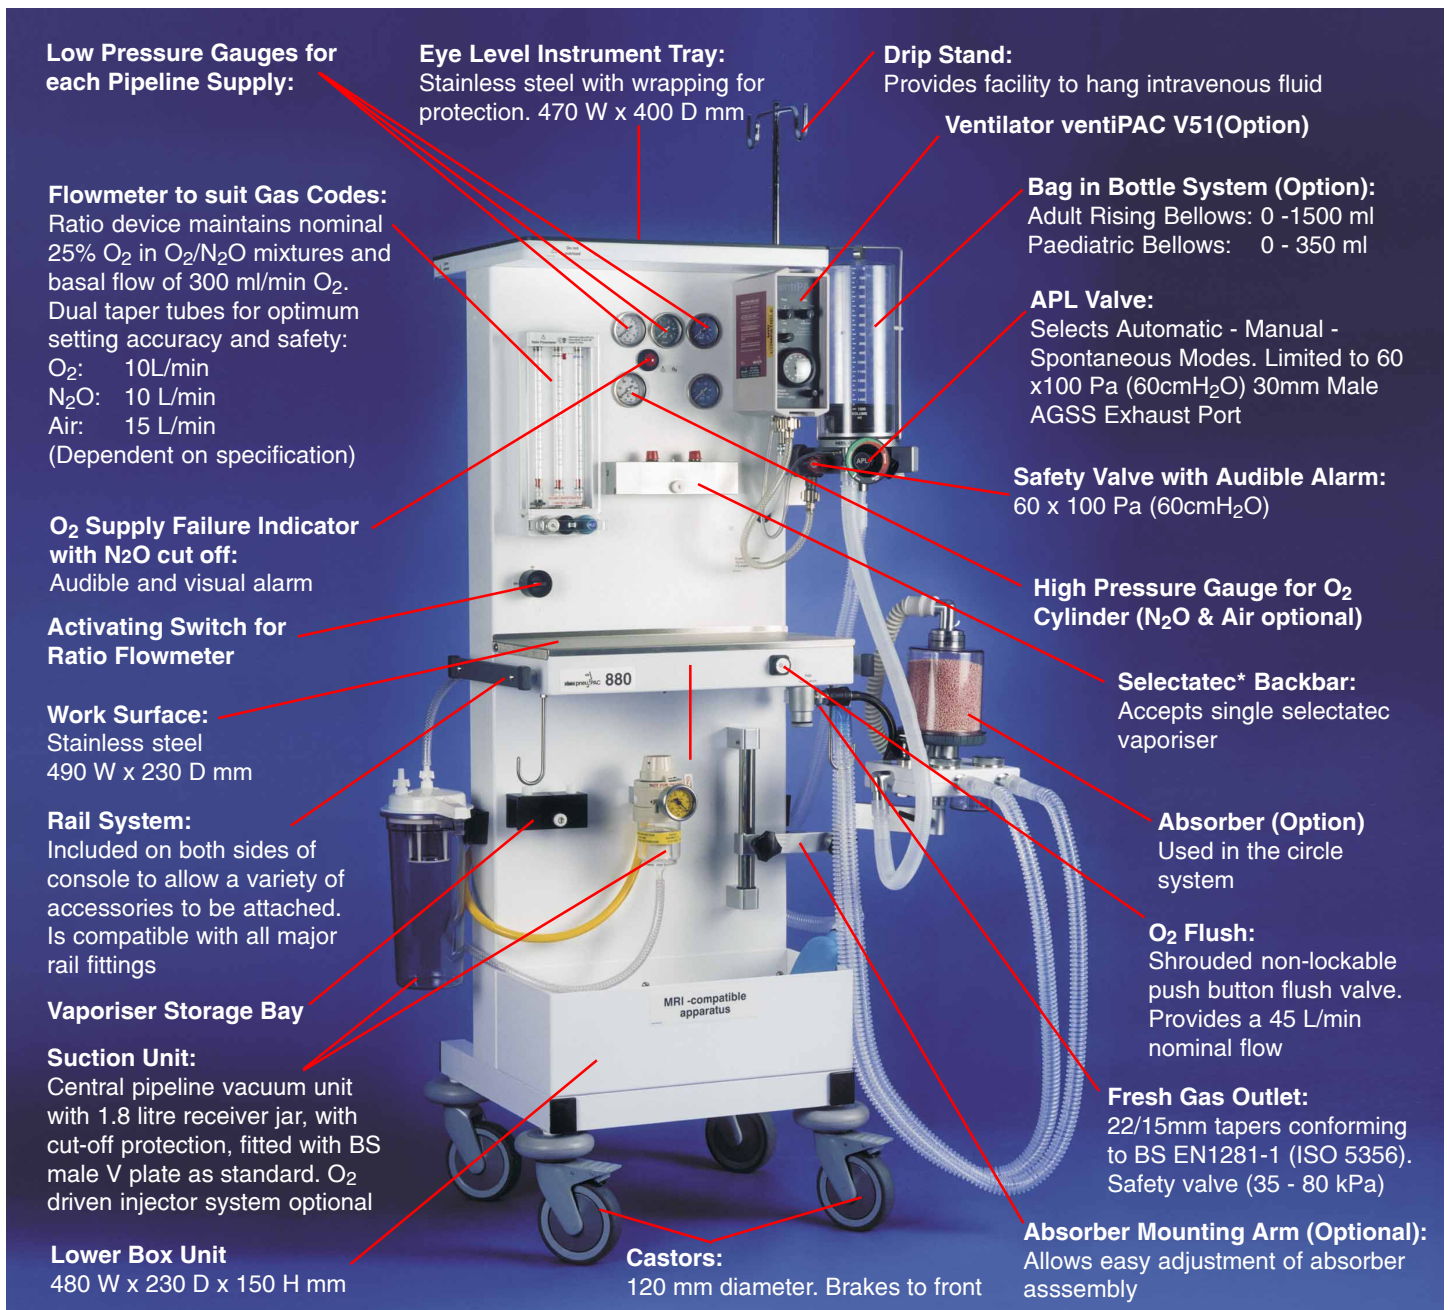 Low Pressure Gauges for
each Pipeline Supply:
Eye Level Instrument Tray:
Stainless steel with wrapping for
protection. 470 W x 400 D mm
Drip Stand:
Provides facility to hang intravenous fluid
Ventilator ventiPAC V51(Option)
Flowmeter to suit Gas Codes:
Ratio device maintains nominal
25% O2 in O2/N2O mixtures and
basal flow of 300 ml/min O2.
Dual taper tubes for optimum
setting accuracy and safety:
O2: 10L/min
N2O: 10 L/min
Air: 15 L/min
(Dependent on specification)
Bag in Bottle System (Option):
Adult Rising Bellows: 0 -1500 ml
Paediatric Bellows: 0 - 350 ml
APL Valve:
Selects Automatic - Manual -
Spontaneous Modes. Limited to 60
x100 Pa (60cmH2O) 30mm Male
AGSS Exhaust Port
APL
Safety Valve with Audible Alarm:
60 x 100 Pa (60cmH2O)
O2 Supply Failure Indicator
with N2O cut off:
Audible and visual alarm
High Pressure Gauge for O2
Cylinder (N2O & Air optional)
Activating Switch for
Ratio Flowmeter
pneuPAC 880
Selectatec* Backbar:
Accepts single selectatec
vaporiser
Work Surface:
Stainless steel
490 W x 230 D mm
Rail System:
Included on both sides of
console to allow a variety of
accessories to be attached.
Is compatible with all major
rail fittings
Absorber (Option)
Used in the circle
system
O2 Flush:
Shrouded non-lockable
push button flush valve.
Provides a 45 L/min
nominal flow
Vaporiser Storage Bay
MRI -compatible
apparatus
Suction Unit:
Central pipeline vacuum unit
with 1.8 litre receiver jar, with
cut-off protection, fitted with BS
male V plate as standard. O2
driven injector system optional
Fresh Gas Outlet:
22/15mm tapers conforming
to BS EN1281-1 (ISO 5356).
Safety valve (35 - 80 kPa)
Lower Box Unit
480 W x 230 D x 150 H mm
Castors:
120 mm diameter. Brakes to front
Absorber Mounting Arm (Optional):
Allows easy adjustment of absorber
asssembly